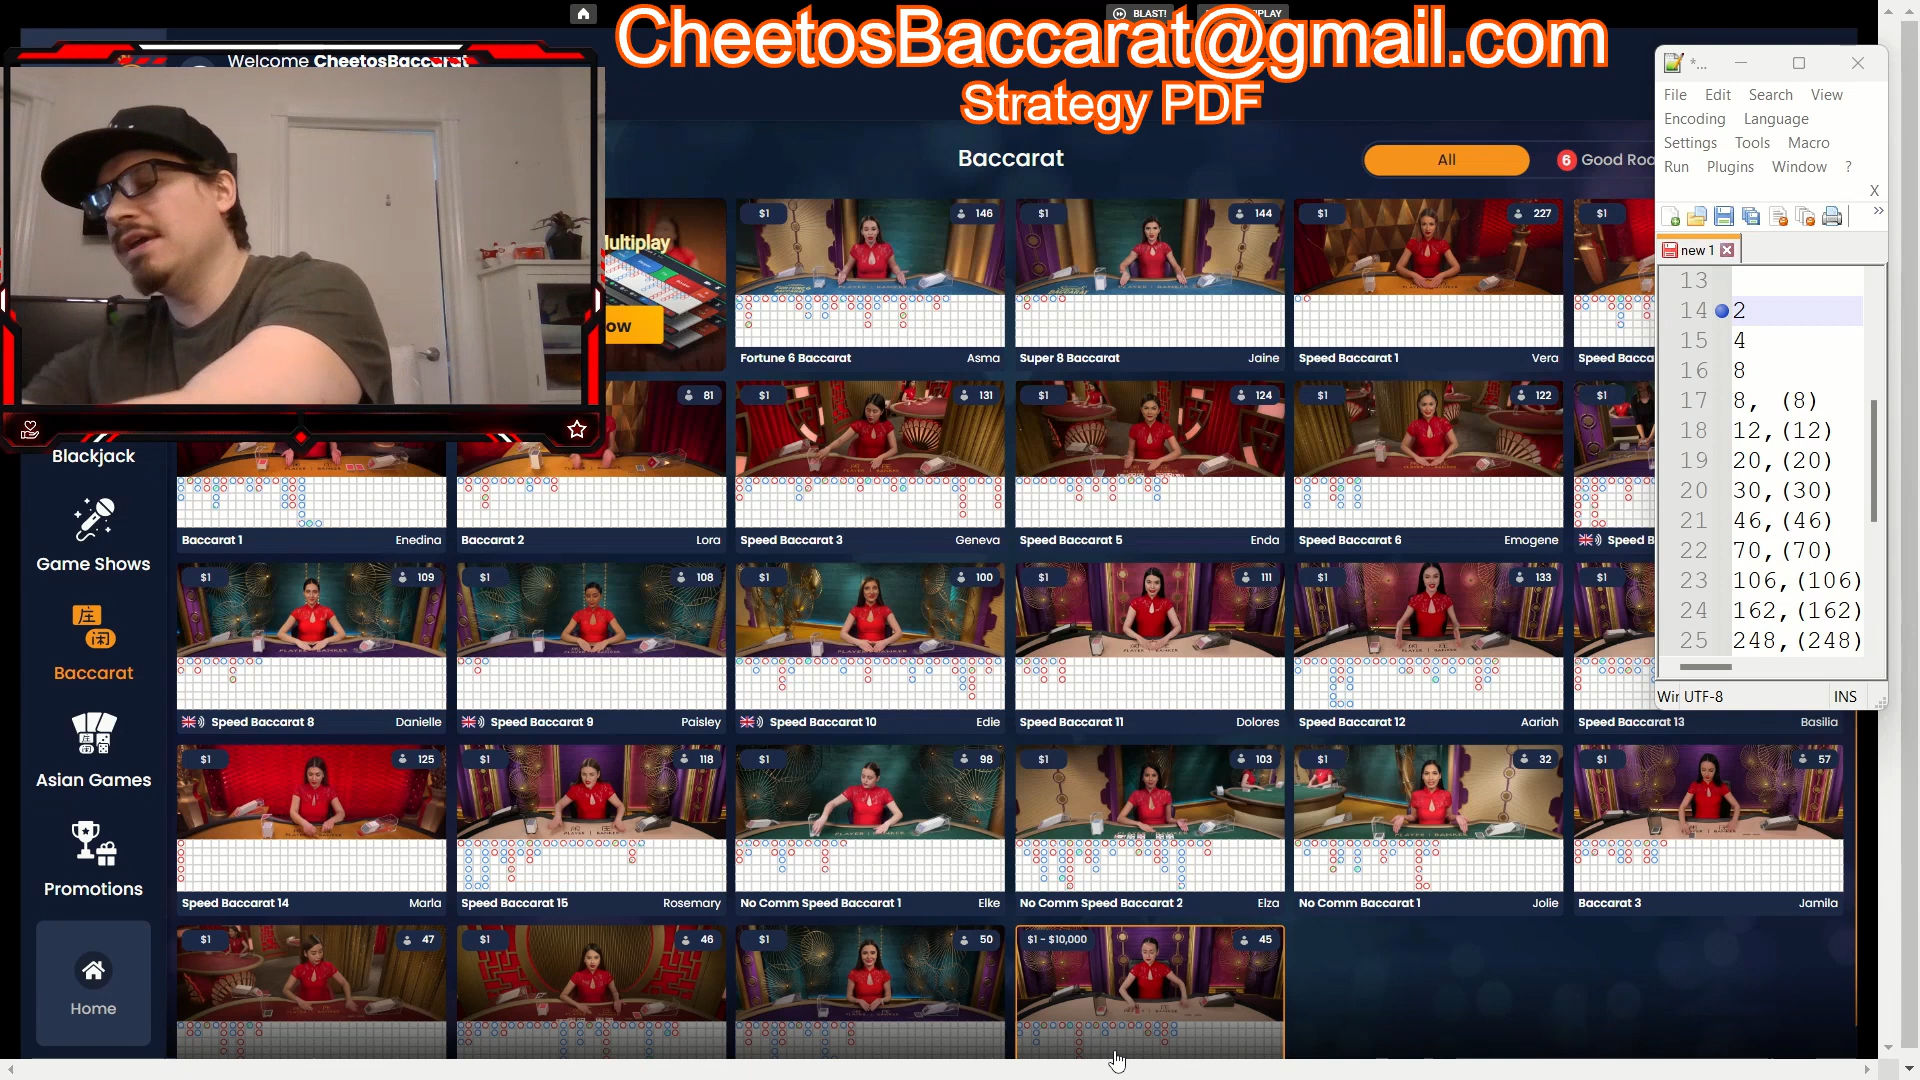 BLAST!
CheetosBaccarat@gmail.com
Strategy PDF
Welcome CheetosBaccarat
Baccarat
All
6 Good Roa
File Edit Search View
Encoding Language
Settings Tools Macro
Run Plugins Window ?
X
new 1
13
14 2
15 4
16 8
17 8, (8)
18 12,(12)
19 20,(20)
20 30,(30)
21 46,(46)
22 70,(70)
23 106,(106)
24 162,(162)
25 248,(248)
UTF-8 INS
ultiplay
ow
$1 146
Fortune 6 Baccarat Asma
$1 144
Super 8 Baccarat Jaine
$1 227
Speed Baccarat 1 Vera
$1
Speed Bacca
Blackjack
Game Shows
Baccarat
Asian Games
Promotions
Home
Baccarat 1 Enedina
81
Baccarat 2 Lora
$1 131
Speed Baccarat 3 Geneva
$1 124
Speed Baccarat 5 Enda
$1 122
Speed Baccarat 6 Emogene
$1
Speed B
$1 109
Speed Baccarat 8 Danielle
$1 108
Speed Baccarat 9 Paisley
$1 100
Speed Baccarat 10 Edie
$1 111
Speed Baccarat 11 Dolores
$1 133
Speed Baccarat 12 Aariah
$1
Speed Baccarat 13 Basilia
$1 125
Speed Baccarat 14 Marla
$1 118
Speed Baccarat 15 Rosemary
$1 98
No Comm Speed Baccarat 1 Elke
$1 103
No Comm Speed Baccarat 2 Elza
$1 32
No Comm Baccarat 1 Jolie
$1 57
Baccarat 3 Jamila
$1 47
$1 46
$1 50
$1 - $10,000 45